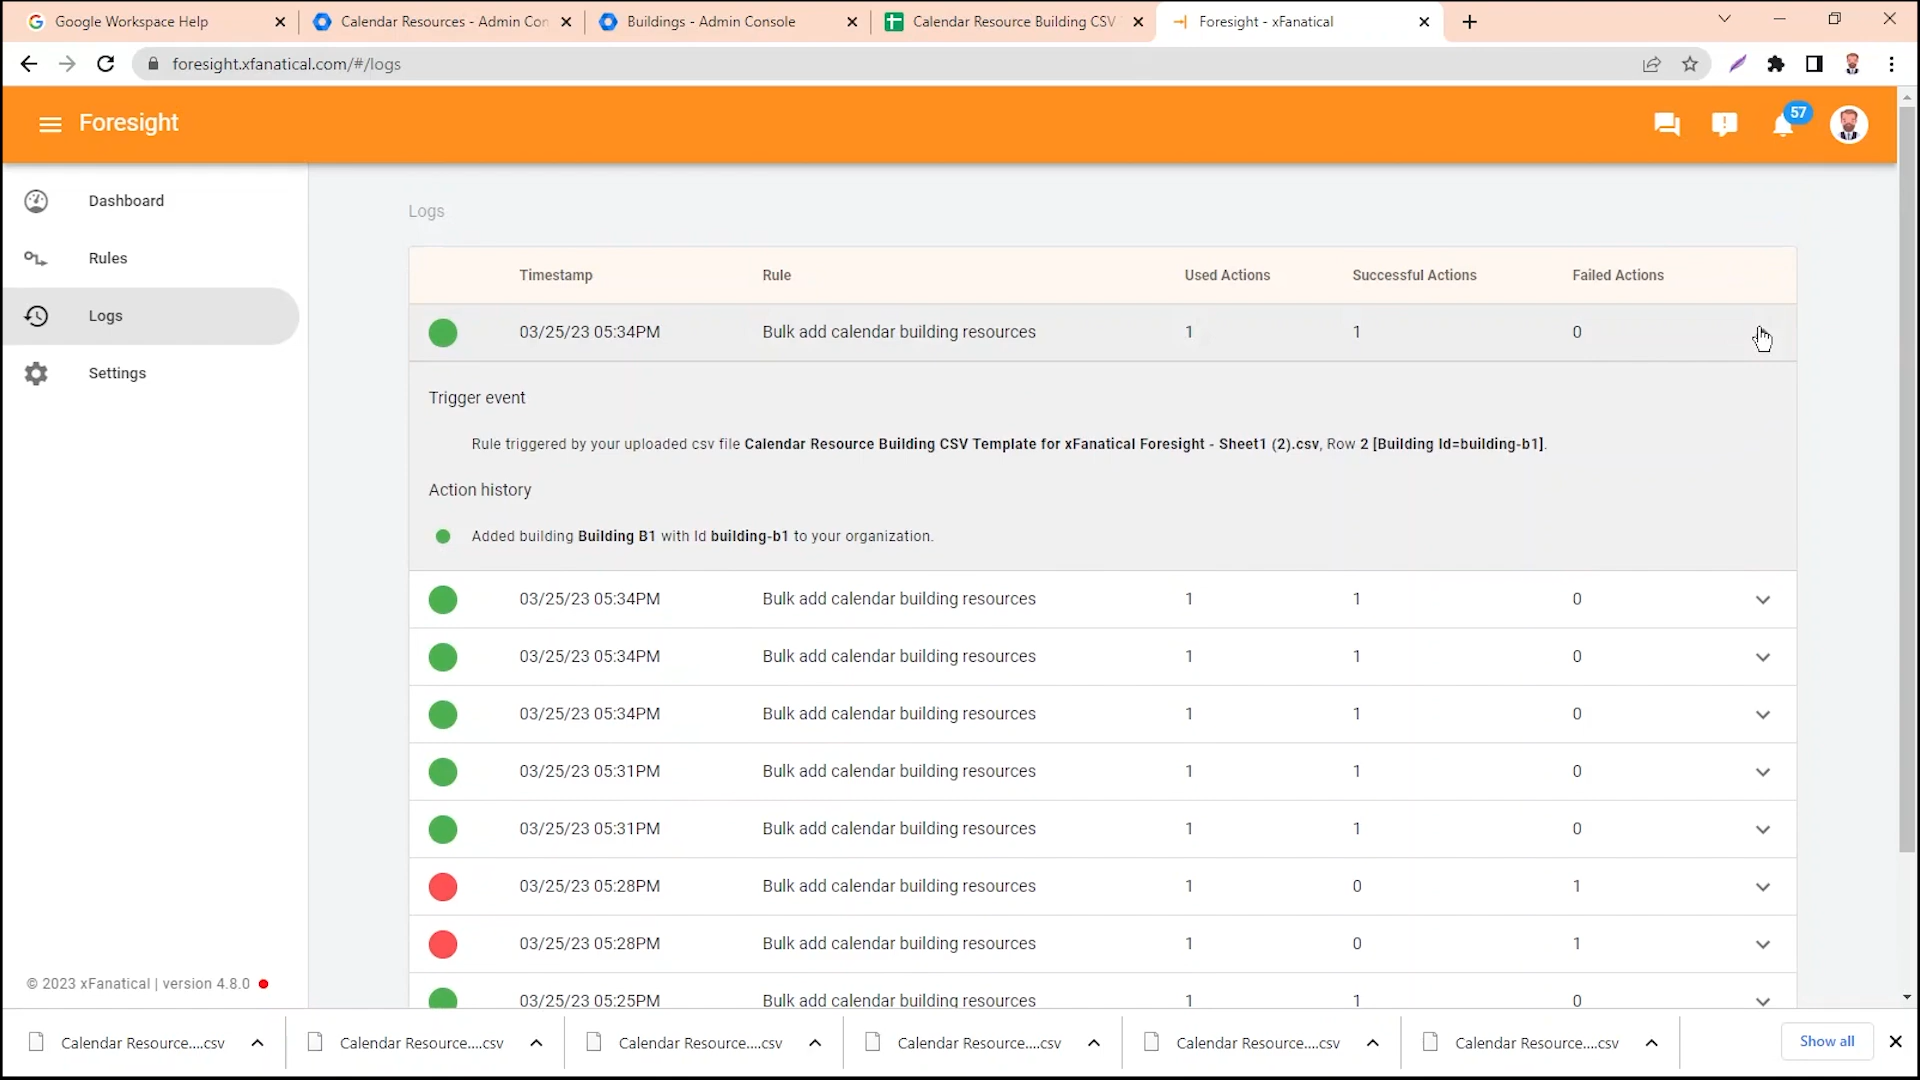 Google Workspace Help
Calendar Resources - Admin Con
Buildings - Admin Console
Calendar Resource Building CSV
Foresight - xFanatical
foresight.xfanatical.com/#/logs
Foresight
57
Dashboard
Rules
Logs
Settings
© 2023 xFanatical | version 4.8.0
Logs
Timestamp Rule Used Actions Successful Actions Failed Actions
03/25/23 05:34PM Bulk add calendar building resources 1 1 0
Trigger event
Rule triggered by your uploaded csv file Calendar Resource Building CSV Template for xFanatical Foresight - Sheet1 (2).csv, Row 2 [Building Id=building-b1].
Action history
Added building Building B1 with Id building-b1 to your organization.
03/25/23 05:34PM Bulk add calendar building resources 1 1 0
03/25/23 05:34PM Bulk add calendar building resources 1 1 0
03/25/23 05:34PM Bulk add calendar building resources 1 1 0
03/25/23 05:31PM Bulk add calendar building resources 1 1 0
03/25/23 05:31PM Bulk add calendar building resources 1 1 0
03/25/23 05:28PM Bulk add calendar building resources 1 0 1
03/25/23 05:28PM Bulk add calendar building resources 1 0 1
03/25/23 05:25PM Bulk add calendar building resources 1 1 0
Calendar Resource....csv
Calendar Resource....csv
Calendar Resource....csv
Calendar Resource....csv
Calendar Resource....csv
Calendar Resource....csv
Show all